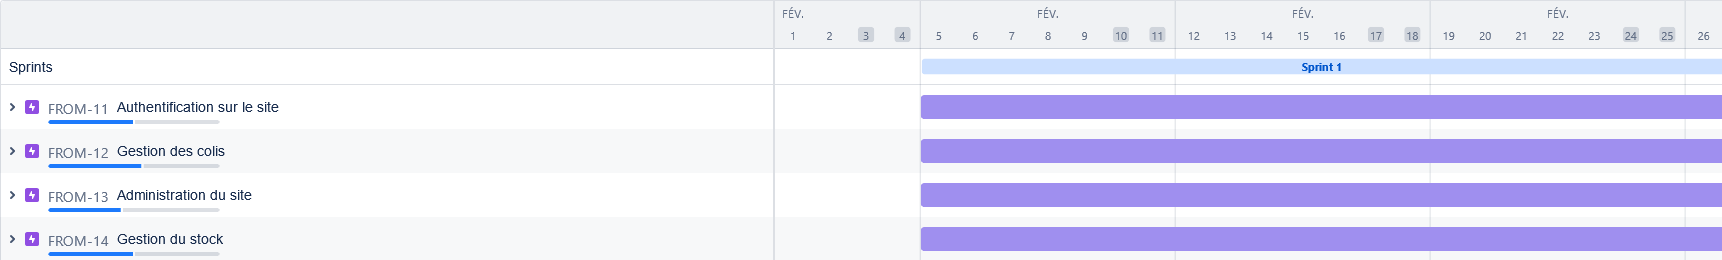 FÉV. FÉV. FÉV. FÉV.
1 2 3 4 5 6 7 8 9 10 11 12 13 14 15 16 17 18 19 20 21 22 23 24 25 26
Sprints Sprint 1
FROM-11 Authentification sur le site
FROM-12 Gestion des colis
FROM-13 Administration du site
FROM-14 Gestion du stock